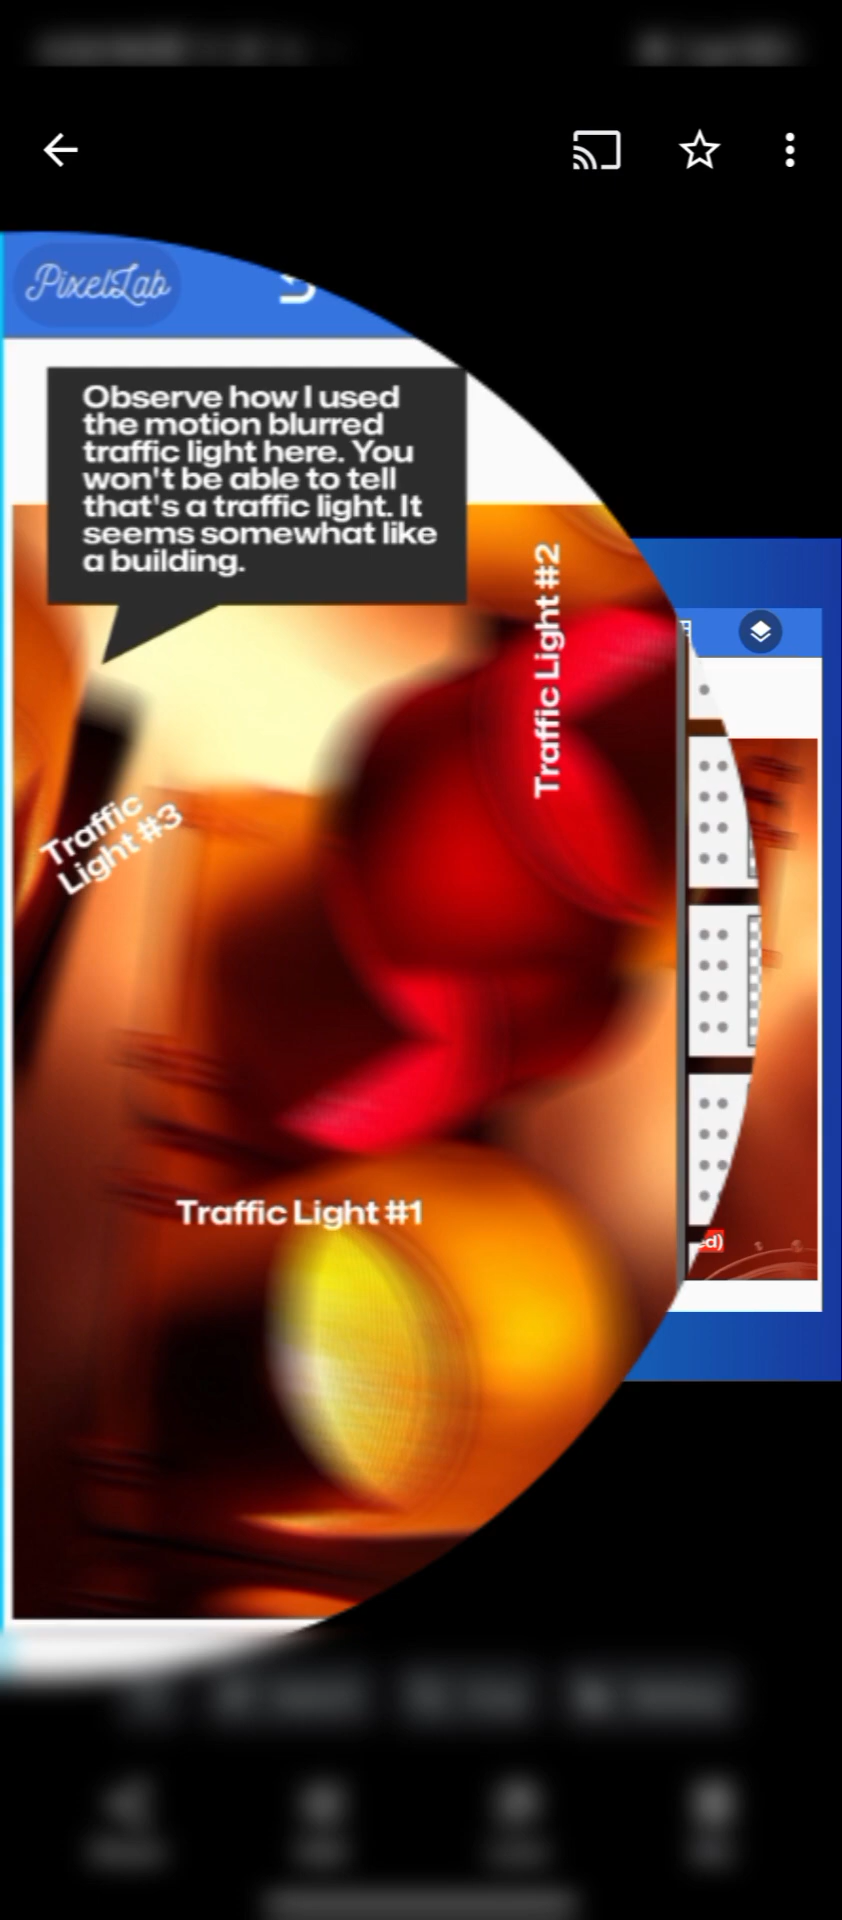 PixelLab
Observe how I used
the motion blurred
traffic light here. You
won't be able to tell
that's a traffic light. It
seems somewhat like
a building.
Traffic Light #2
Traffic
Light #3
Traffic Light #1
ed)